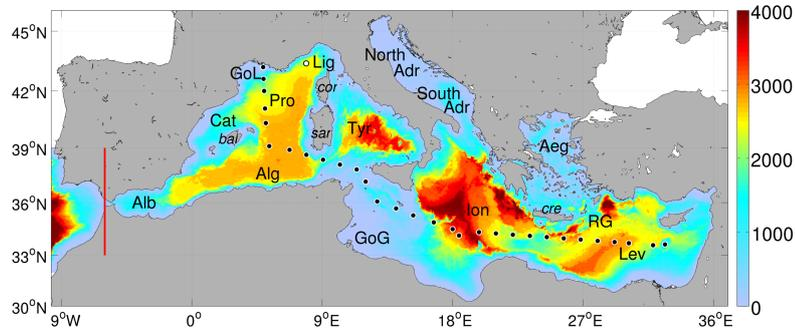 45°N
42°N
39°N
36°N
33°N
30°N
9°W
0°
9°E
18°E
27°E
36°E
North
Adr
South
Adr
GoL
Lig
cor
Pro
Cat
bal
sar
Tyr
Aeg
Alg
Alb
Ion
cre
RG
GoG
Lev
4000
3000
2000
1000
0